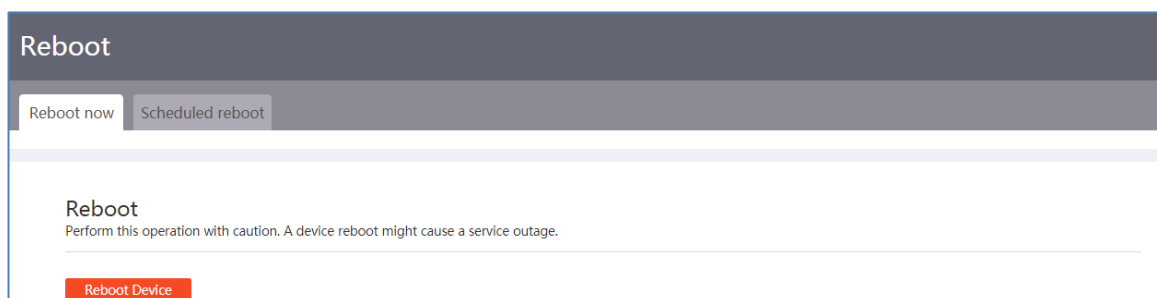 Reboot
Reboot now
Scheduled reboot
Reboot
Perform this operation with caution. A device reboot might cause a service outage.
Reboot Device